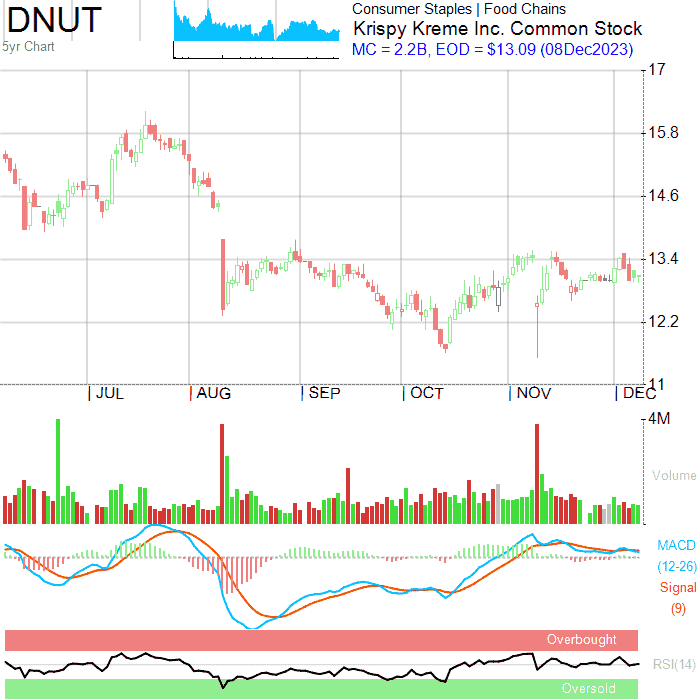 DNUT
5yr Chart
Consumer Staples | Food Chains
Krispy Kreme Inc. Common Stock
MC = 2.2B, EOD = $13.09 (08Dec2023)
17
15.8
14.6
13.4
12.2
11
JUL AUG SEP OCT NOV DEC
4M
Volume
MACD
(12-26)
Signal
(9)
Overbought
RSI(14)
Oversold